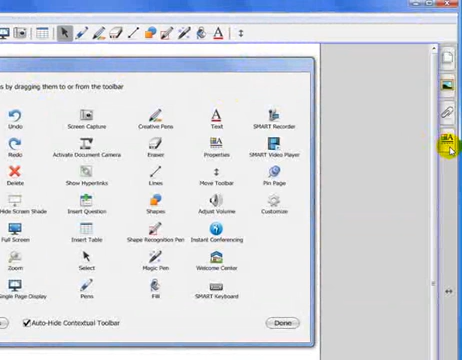 s by dragging them to or from the toolbar
Undo Screen Capture Creative Pens Text SMART Recorder
Redo Activate Document Camera Eraser Properties SMART Video Player
Delete Show Hyperlinks Lines Move Toolbar Pin Page
Hide Screen Shade Insert Question Shapes Adjust Volume Customize
Full Screen Insert Table Shape Recognition Pen Instant Conferencing
Zoom Select Magic Pen Welcome Center
Single Page Display Pens Fill SMART Keyboard
Auto-Hide Contextual Toolbar Done